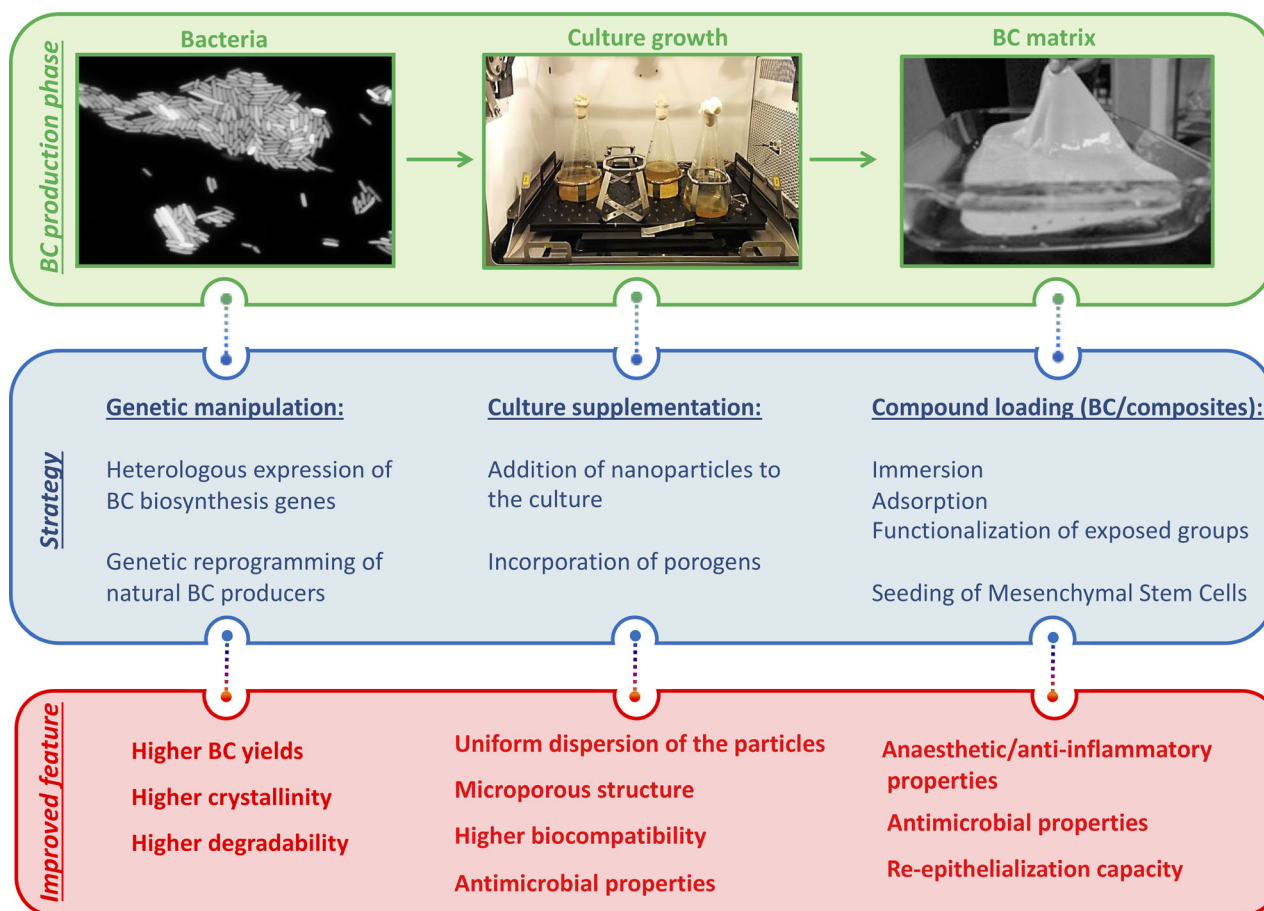 BC production phase
Bacteria
Culture growth
BC matrix
Strategy
Genetic manipulation:
Heterologous expression of
BC biosynthesis genes
Genetic reprogramming of
natural BC producers
Culture supplementation:
Addition of nanoparticles to
the culture
Incorporation of porogens
Compound loading (BC/composites):
Immersion
Adsorption
Functionalization of exposed groups
Seeding of Mesenchymal Stem Cells
Improved feature
Higher BC yields
Higher crystallinity
Higher degradability
Uniform dispersion of the particles
Microporous structure
Higher biocompatibility
Antimicrobial properties
Anaesthetic/anti-inflammatory
properties
Antimicrobial properties
Re-epithelialization capacity